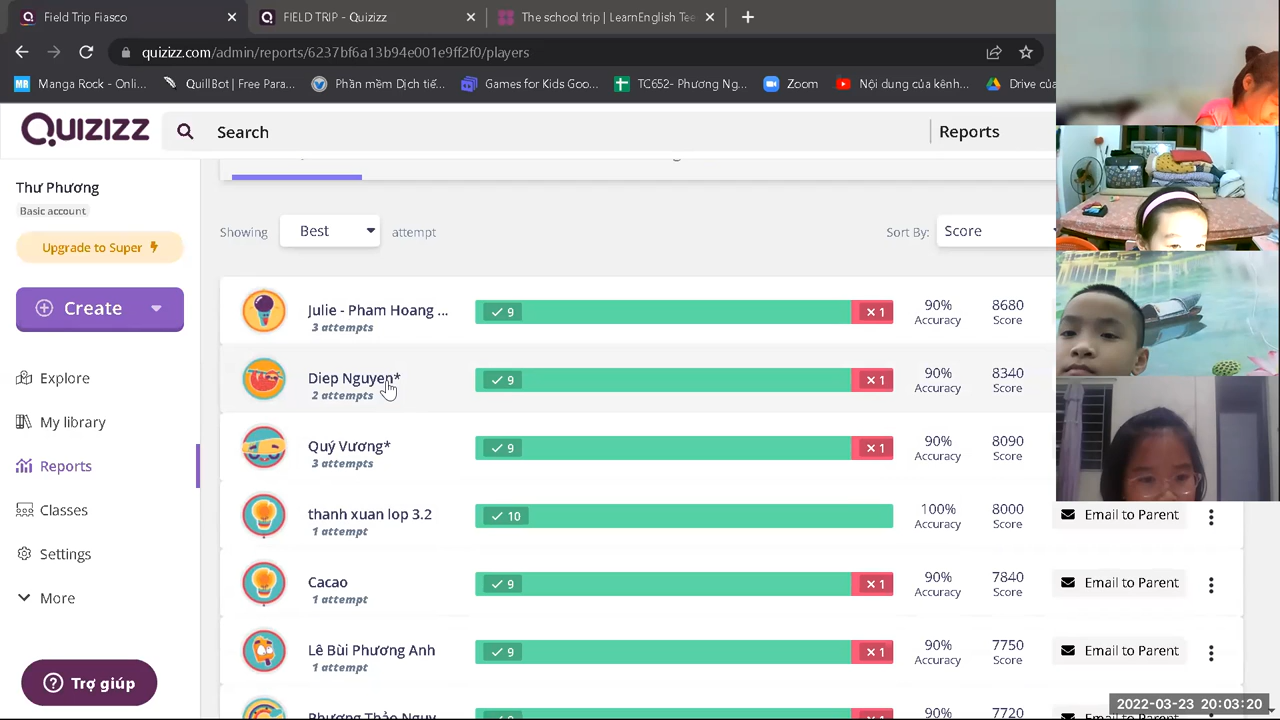 Field Trip Fiasco
FIELD TRIP - Quizizz
The school trip | LearnEnglish Tee
quizizz.com/admin/reports/6237bf6a13b94e001e9ff2f0/players
MR Manga Rock - Onli...
QuillBot | Free Para...
Phần mềm Dịch tiế...
Games for Kids Goo...
TC652- Phương Ng...
Zoom
Nội dung của kênh...
Drive của
QUIZIZZ
Search
Reports
Thư Phương
Basic account
Upgrade to Super
Create
Explore
My library
Reports
Classes
Settings
More
Trợ giúp
Showing Best attempt
Sort By: Score
Julie - Pham Hoang ...
3 attempts
9
1
90%
Accuracy
8680
Score
Diep Nguyen*
2 attempts
9
1
90%
Accuracy
8340
Score
Quý Vương*
3 attempts
9
1
90%
Accuracy
8090
Score
thanh xuan lop 3.2
1 attempt
10
100%
Accuracy
8000
Score
Email to Parent
Cacao
1 attempt
9
1
90%
Accuracy
7840
Score
Email to Parent
Lê Bùi Phương Anh
1 attempt
9
1
90%
Accuracy
7750
Score
Email to Parent
Phương Thảo Nguy
90%
7720
2022-03-23 20:03:20